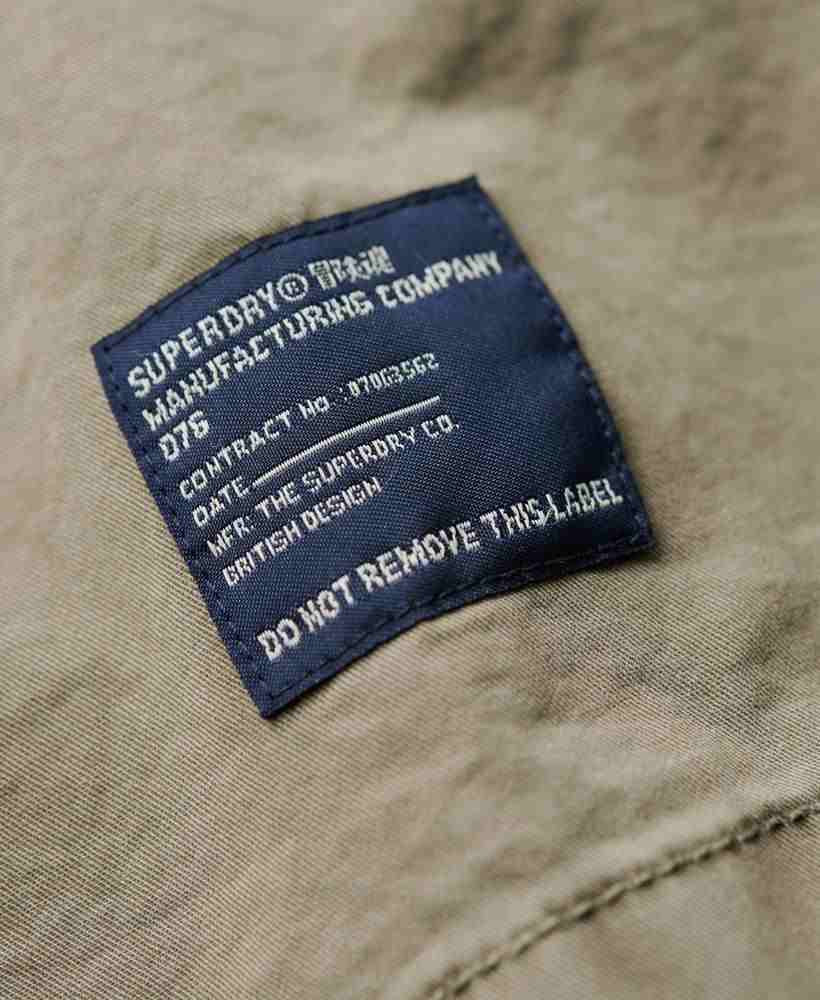 SUPERDRY® 冒険魂
MANUFACTURING COMPANY
D76
CONTRACT NO :07063562
DATE
MFR: THE SUPERDRY CO.
BRITISH DESIGN
DO NOT REMOVE THIS LABEL